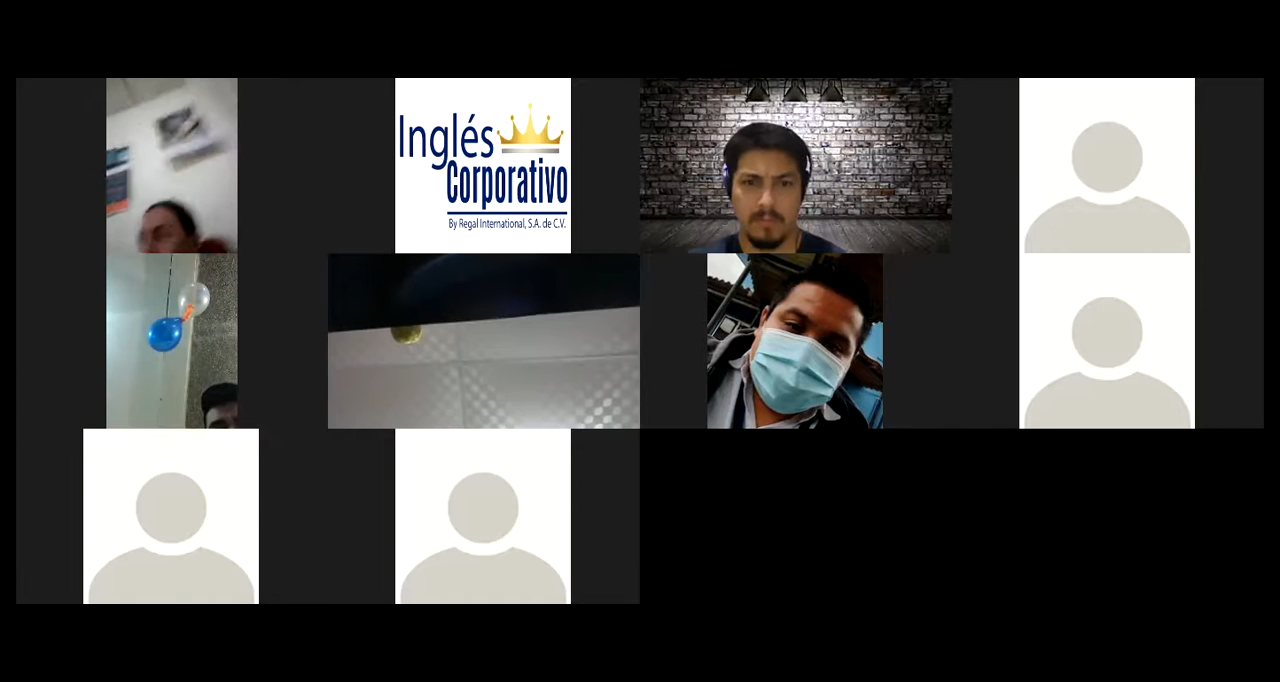 Inglés
Corporativo
By Regal International, S.A. de C.V.